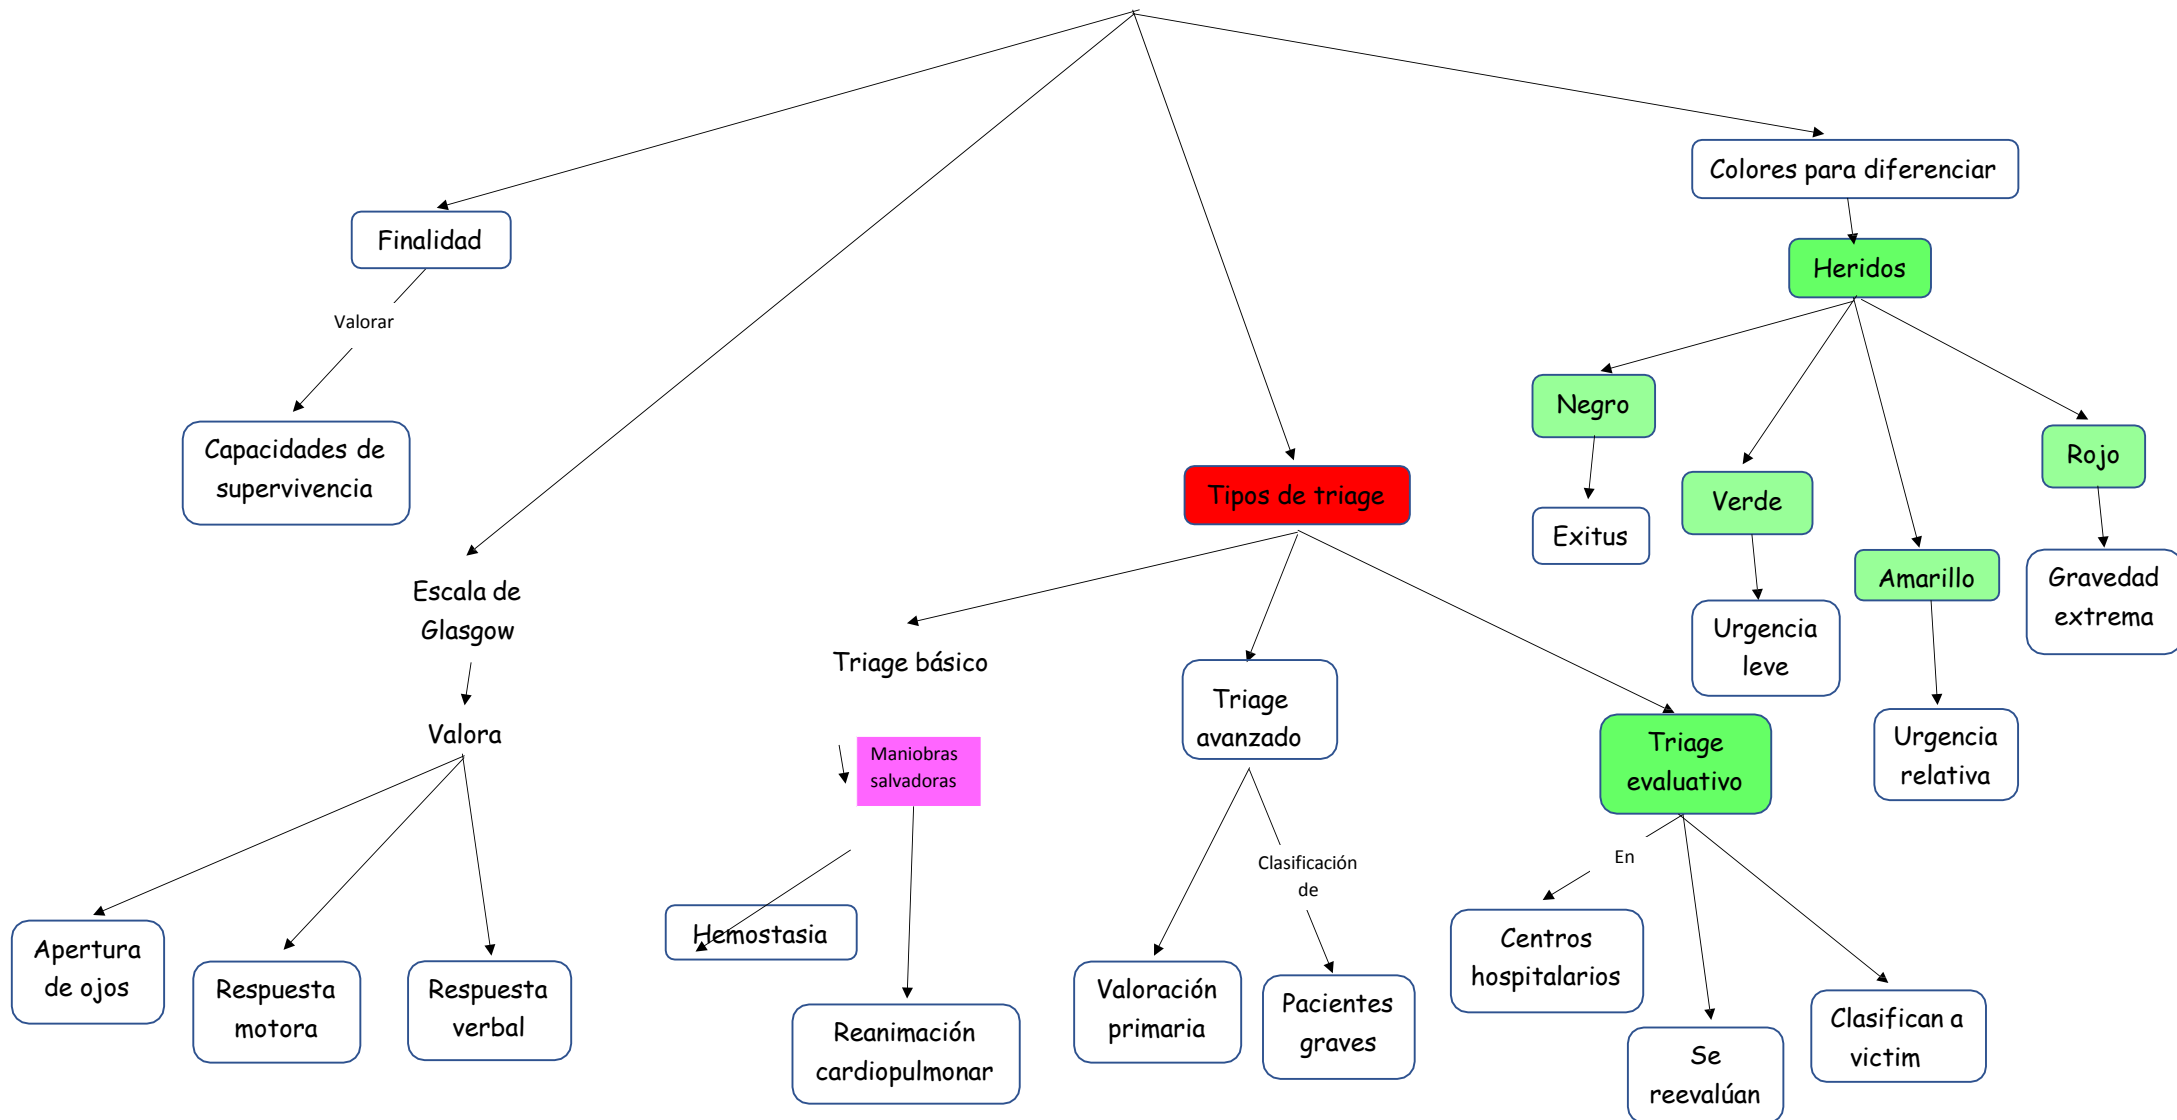 Colores para diferenciar
Finalidad
Heridos
Valorar
Negro
Capacidades de
supervivencia
Rojo
Tipos de triage
Verde
Exitus
Amarillo
Gravedad
extrema
Escala de
Glasgow
Urgencia
leve
Triage básico
Triage
avanzado
Valora
Triage
evaluativo
Urgencia
relativa
Maniobras
salvadoras
En
Clasificación
de
Hemostasia
Apertura
de ojos
Respuesta
motora
Respuesta
verbal
Centros
hospitalarios
Valoración
primaria
Pacientes
graves
Reanimación
cardiopulmonar
Clasifican a
victim
Se
reevalúan